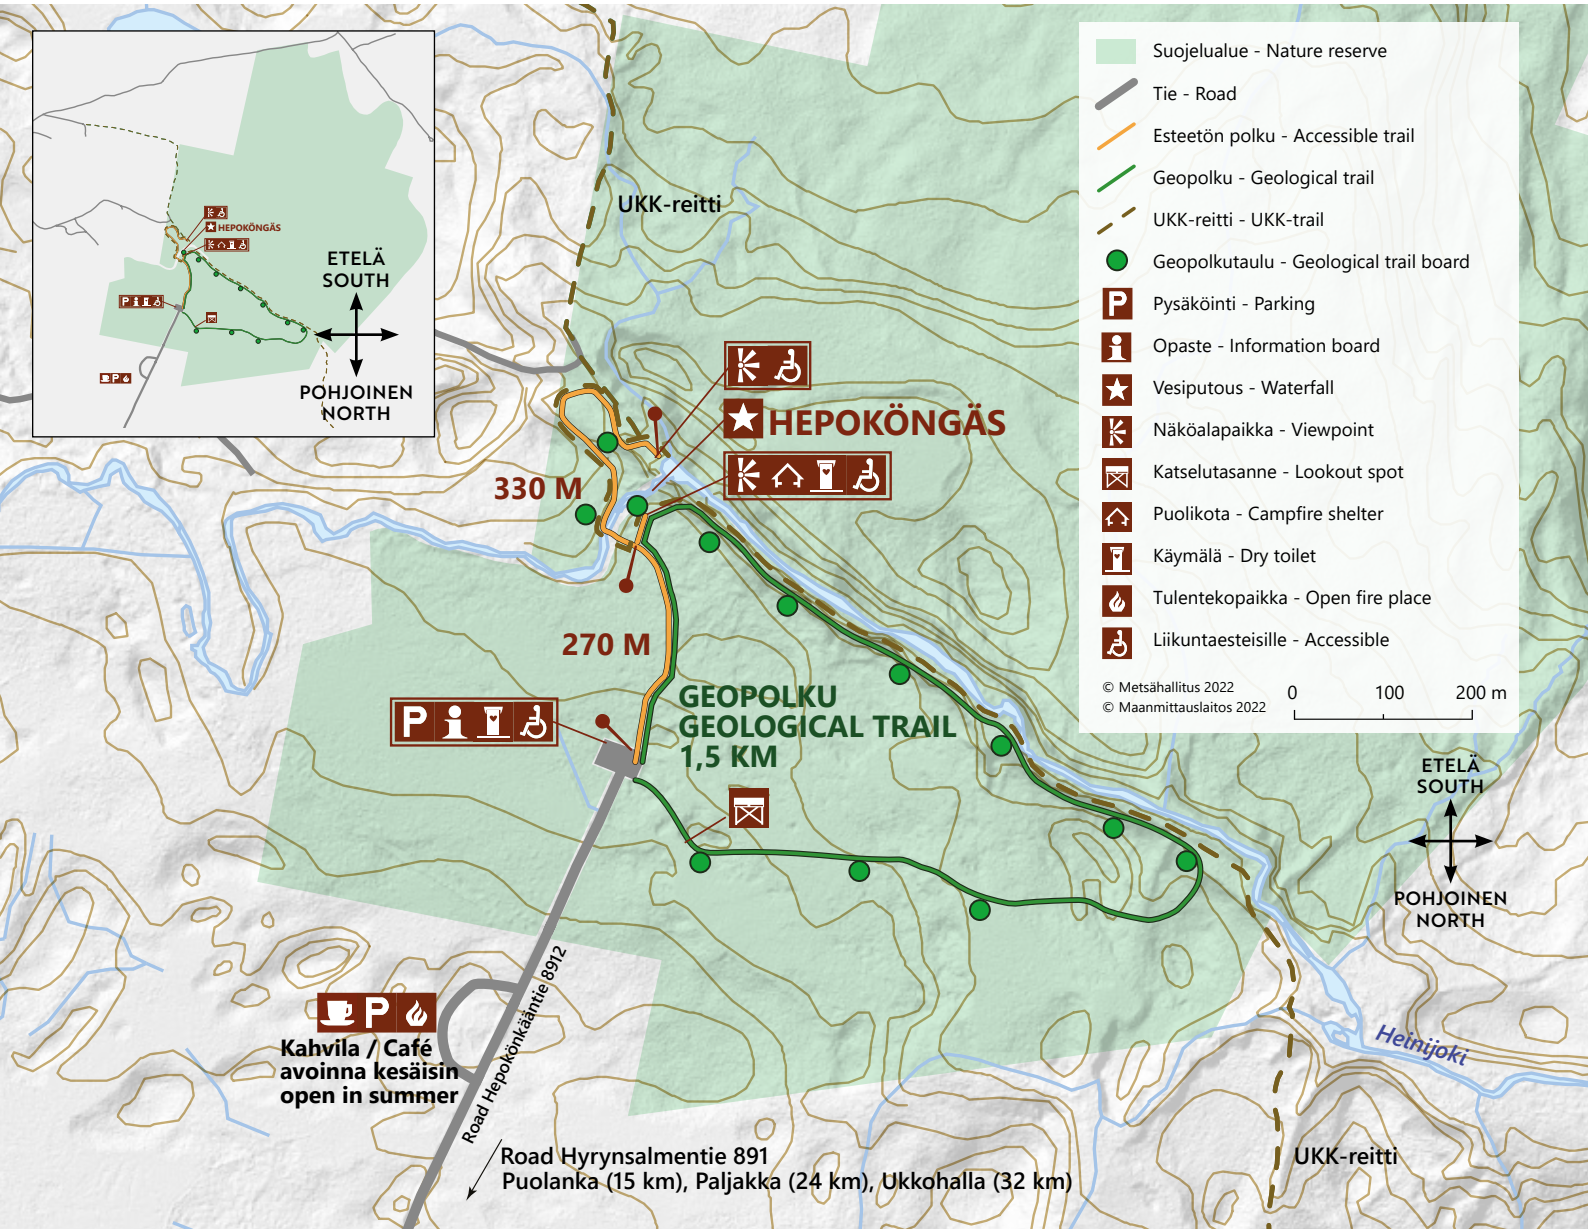 HEPOKÖNGÄS
ETELÄ
SOUTH
POHJOINEN
NORTH
P
P
UKK-reitti
HEPOKÖNGÄS
330 M
270 M
P
GEOPOLKU
GEOLOGICAL TRAIL
1,5 KM
P
Kahvila / Café
avoinna kesäisin
open in summer
Road Hepokönkääntie 8912
Road Hyrynsalmentie 891
Puolanka (15 km), Paljakka (24 km), Ukkohalla (32 km)
Suojelualue - Nature reserve
Tie - Road
Esteetön polku - Accessible trail
Geopolku - Geological trail
UKK-reitti - UKK-trail
Geopolkutaulu - Geological trail board
P Pysäköinti - Parking
Opaste - Information board
Vesiputous - Waterfall
Näköalapaikka - Viewpoint
Katselutasanne - Lookout spot
Puolikota - Campfire shelter
Käymälä - Dry toilet
Tulentekopaikka - Open fire place
Liikuntaesteisille - Accessible
© Metsähallitus 2022
© Maanmittauslaitos 2022
0 100 200 m
ETELÄ
SOUTH
POHJOINEN
NORTH
Heinijoki
UKK-reitti